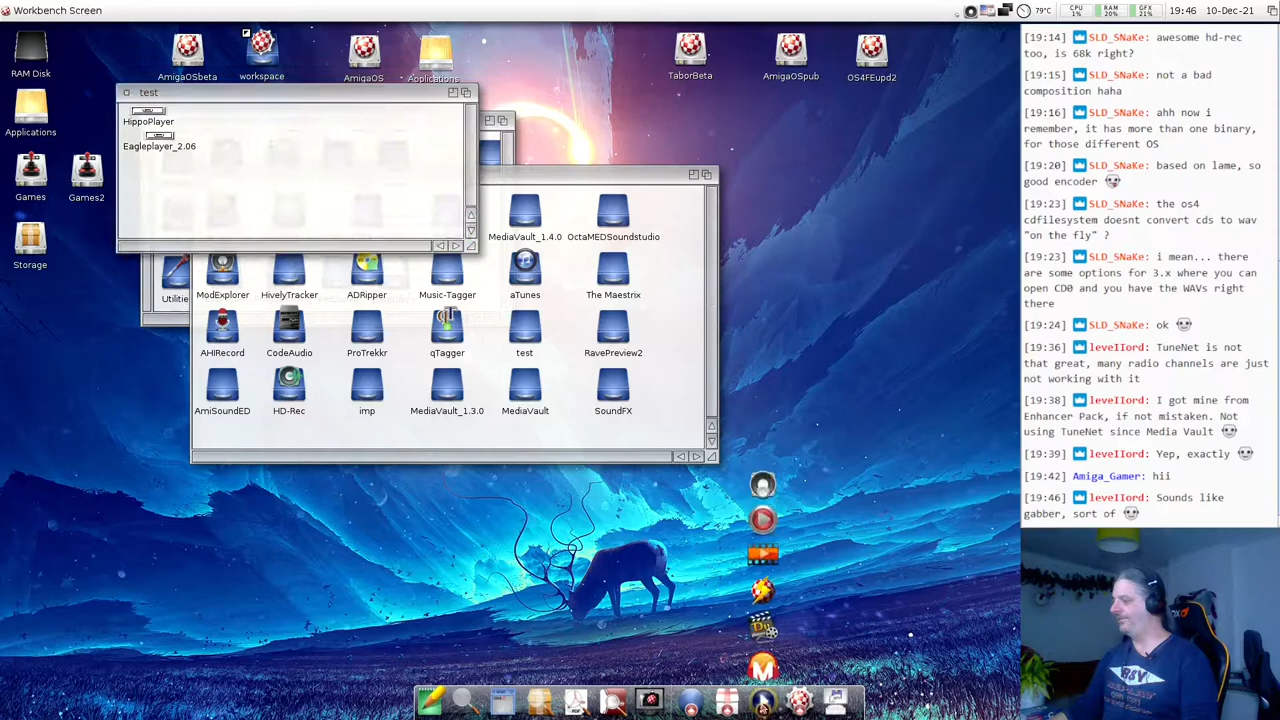 Workbench Screen
79°C
CPU
1%
RAM
20%
GFX
21%
19:46
10-Dec-21
RAM Disk
Applications
Games
Games2
Storage
AmigaOSbeta
workspace
AmigaOS
Applications
TaborBeta
AmigaOSpub
OS4FEupd2
test
HippoPlayer
Eagleplayer_2.06
Utilitie
MediaVault_1.4.0
OctaMEDSoundstudio
ModExplorer
HivelyTracker
ADRipper
Music-Tagger
aTunes
The Maestrix
AHIRecord
CodeAudio
ProTrekkr
qTagger
test
RavePreview2
AmiSoundED
HD-Rec
imp
MediaVault_1.3.0
MediaVault
SoundFX
[19:14] SLD_SNaKe: awesome hd-rec
too, is 68k right?
[19:15] SLD_SNaKe: not a bad
composition haha
[19:16] SLD_SNaKe: ahh now i
remember, it has more than one binary,
for those different OS
[19:20] SLD_SNaKe: based on lame, so
good encoder
[19:23] SLD_SNaKe: the os4
cdfilesystem doesnt convert cds to wav
"on the fly" ?
[19:23] SLD_SNaKe: i mean... there
are some options for 3.x where you can
open CD0 and you have the WAVs right
there
[19:24] SLD_SNaKe: ok
[19:36] leveIIord: TuneNet is not
that great, many radio channels are just
not working with it
[19:38] leveIIord: I got mine from
Enhancer Pack, if not mistaken. Not
using TuneNet since Media Vault
[19:39] leveIIord: Yep, exactly
[19:42] Amiga_Gamer: hii
[19:46] leveIIord: Sounds like
gabber, sort of